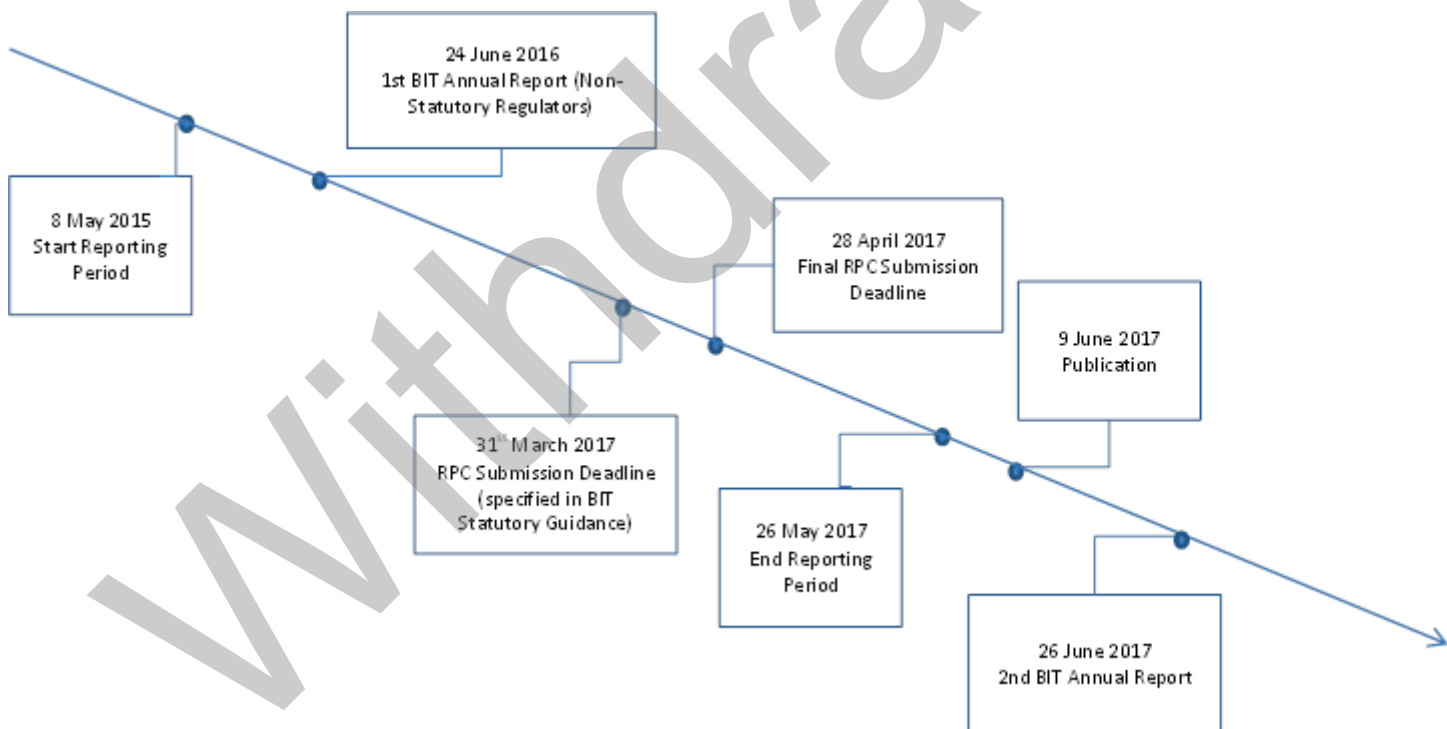 24 June 2016
1st BIT Annual Report (Non-
Statutory Regulators)
8 May 2015
Start Reporting
Period
28 April 2017
Final RPC Submission
Deadline
9 June 2017
Publication
31st March 2017
RPC Submission Deadline
(specified in BIT
Statutory Guidance)
26 May 2017
End Reporting
Period
26 June 2017
2nd BIT Annual Report
Withdra